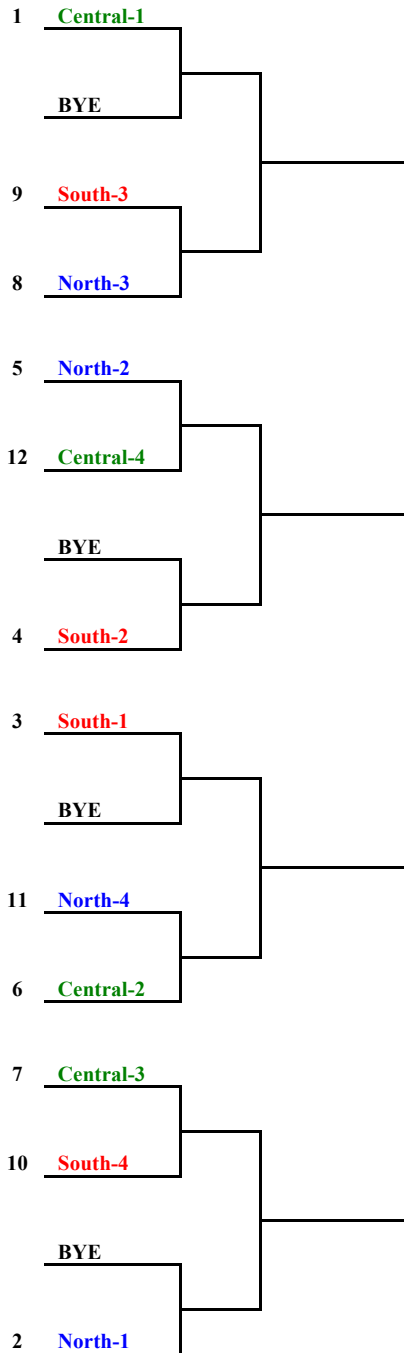 1 Central-1
BYE
9 South-3
8 North-3
5 North-2
12 Central-4
BYE
4 South-2
3 South-1
BYE
11 North-4
6 Central-2
7 Central-3
10 South-4
BYE
2 North-1